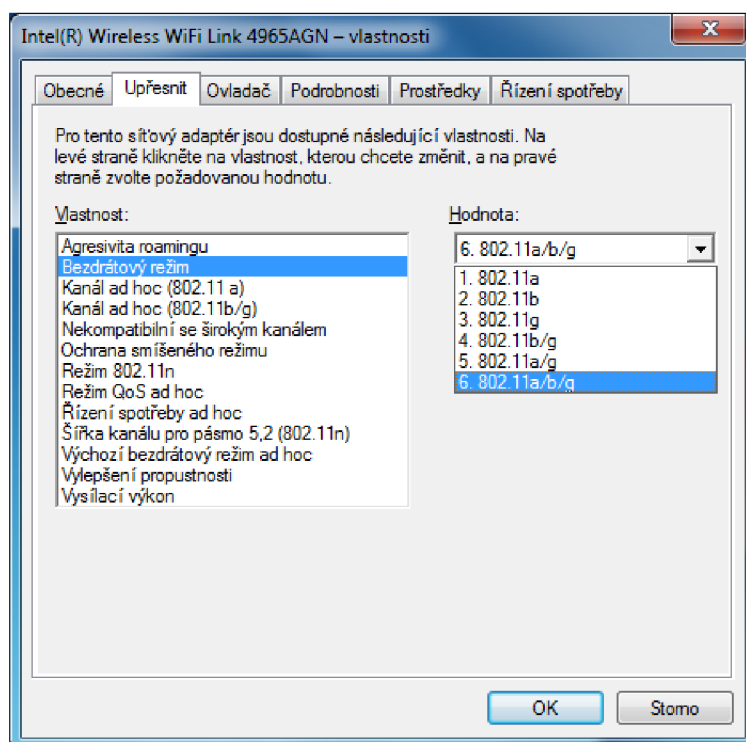 Intel(R) Wireless WiFi Link 4965AGN – vlastnosti
Obecné Upřesnit Ovladač Podrobnosti Prostředky Řízení spotřeby
Pro tento síťový adaptér jsou dostupné následující vlastnosti. Na
levé straně klikněte na vlastnost, kterou chcete změnit, a na pravé
straně zvolte požadovanou hodnotu.
Vlastnost:
Agresivita roamingu
Bezdrátový režim
Kanál ad hoc (802.11 a)
Kanál ad hoc (802.11b/g)
Nekompatibilní se širokým kanálem
Ochrana smíšeného režimu
Režim 802.11n
Režim QoS ad hoc
Řízení spotřeby ad hoc
Šířka kanálu pro pásmo 5,2 (802.11n)
Výchozí bezdrátový režim ad hoc
Vylepšení propustnosti
Vysílací výkon
Hodnota:
6. 802.11a/b/g
1. 802.11a
2. 802.11b
3. 802.11g
4. 802.11b/g
5. 802.11a/g
6. 802.11a/b/g
OK
Storno